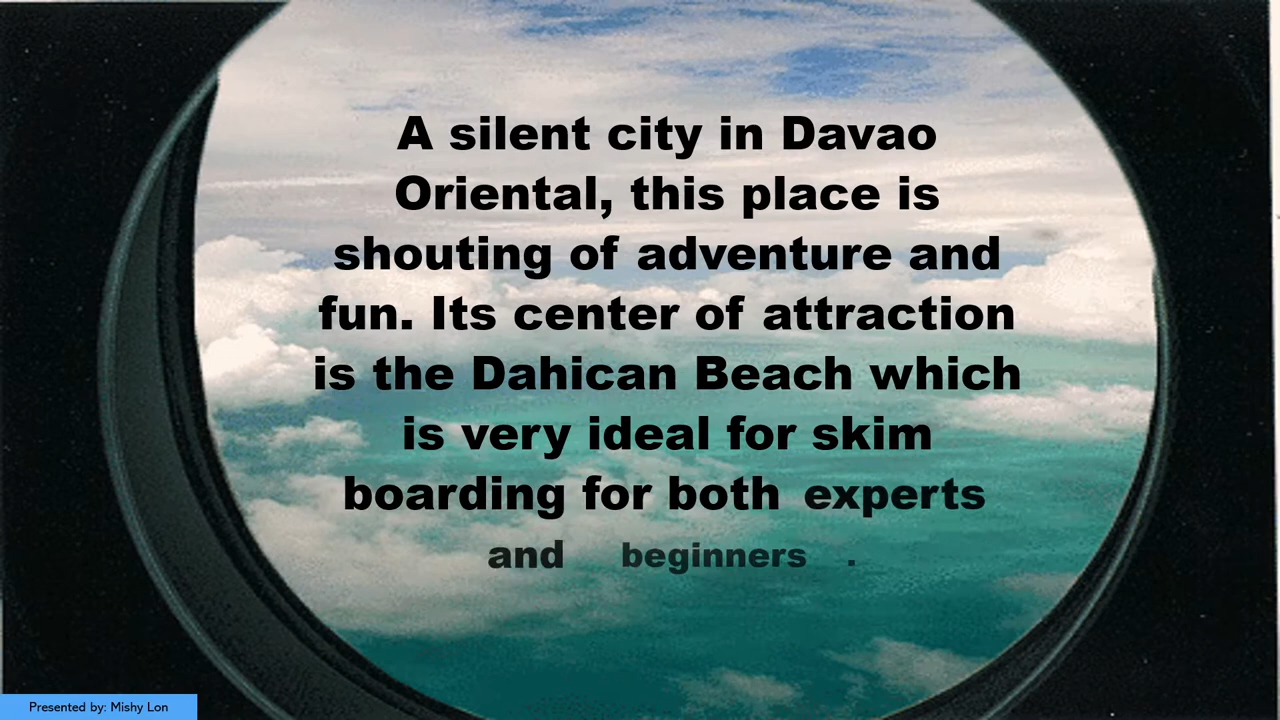 A silent city in Davao
Oriental, this place is
shouting of adventure and
fun. Its center of attraction
is the Dahican Beach which
is very ideal for skim
boarding for both experts
and beginners .
Presented by: Mishy Lon